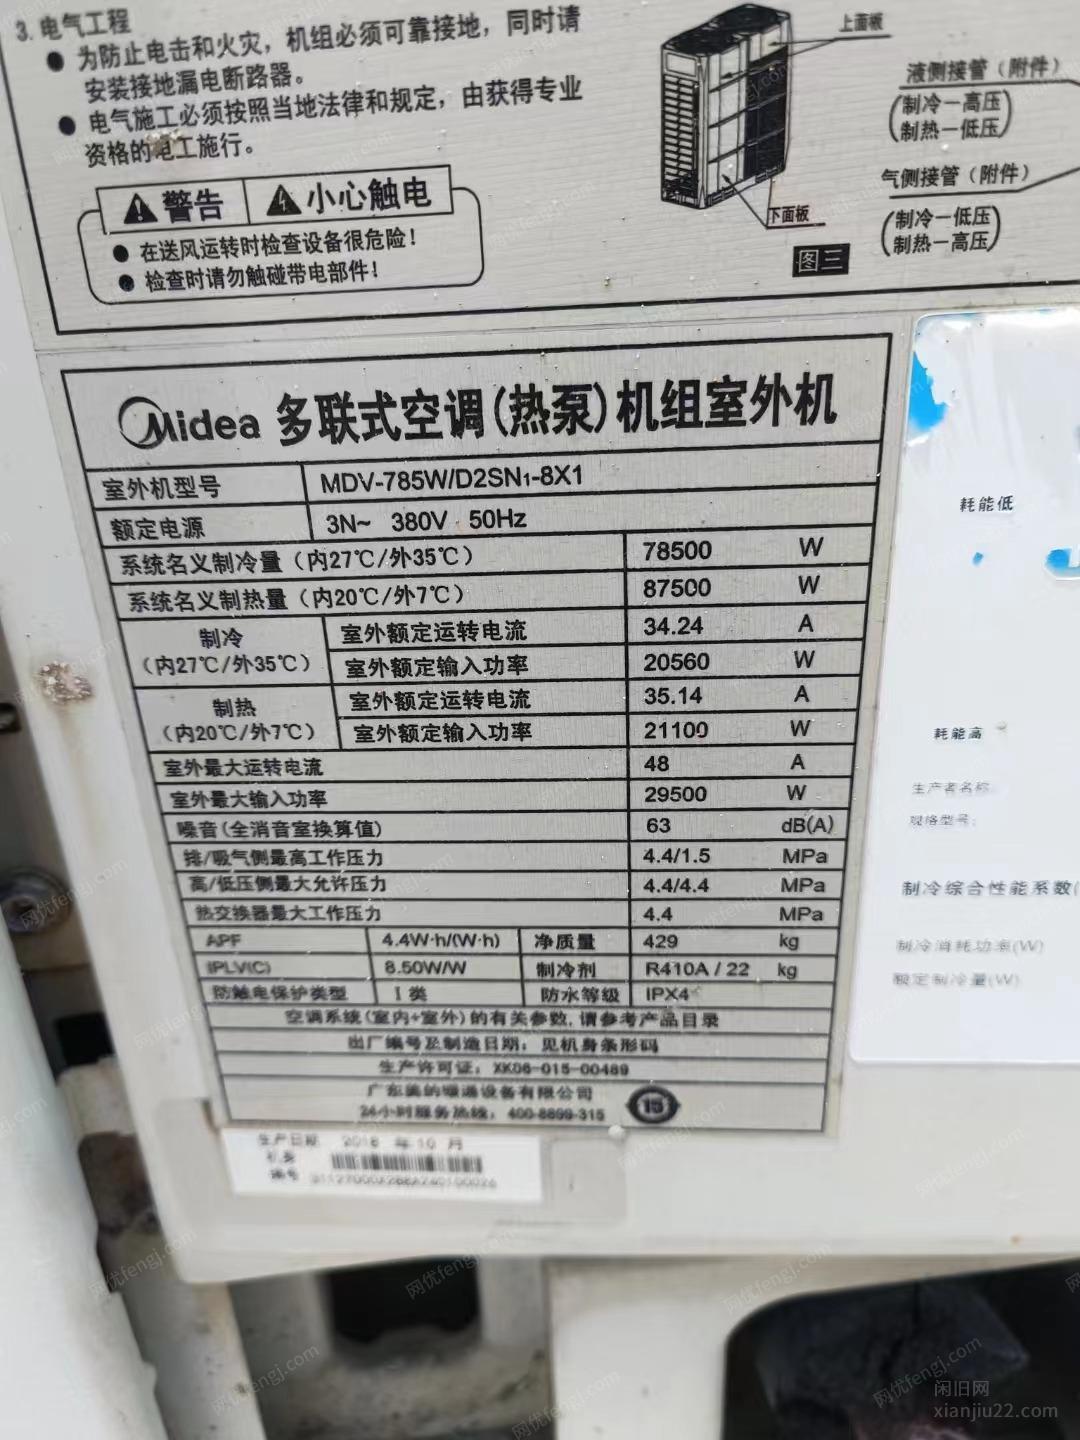 3. 电气工程
● 为防止电击和火灾，机组必须可靠接地，同时请
安装接地漏电断路器。
● 电气施工必须按照当地法律和规定，由获得专业
资格的电工施行。
警告 小心触电
● 在送风运转时检查设备很危险！
● 检查时请勿触碰带电部件！
上面板
下面板
液侧接管（附件）
（制冷－高压
制热－低压）
气侧接管（附件）
（制冷－低压
制热－高压）
图三
Midea 多联式空调(热泵)机组室外机
室外机型号 MDV-785W/D2SN1-8X1
额定电源 3N~ 380V 50Hz
系统名义制冷量（内27℃/外35℃） 78500 W
系统名义制热量（内20℃/外7℃） 87500 W
制冷
（内27℃/外35℃）
室外额定运转电流 34.24 A
室外额定输入功率 20560 W
制热
（内20℃/外7℃）
室外额定运转电流 35.14 A
室外额定输入功率 21100 W
室外最大运转电流 48 A
室外最大输入功率 29500 W
噪音(全消音室换算值) 63 dB(A)
排/吸气侧最高工作压力 4.4/1.5 MPa
高/低压侧最大允许压力 4.4/4.4 MPa
热交换器最大工作压力 4.4 MPa
APF 4.4W·h/(W·h) 净质量 429 kg
IPLV(C) 8.50W/W 制冷剂 R410A / 22 kg
防触电保护类型 I 类 防水等级 IPX4
空调系统(室内+室外)的有关参数,请参考产品目录
出厂编号及制造日期：见机身条形码
生产许可证：XK06-015-00489
广东美的暖通设备有限公司
24小时服务热线：400-8899-315
15
生产日期 2018 年 10 月
机身
编号
耗能低
耗能高
生产者名称：
规格型号：
制冷综合性能系数(
制冷消耗功率(W)
额定制冷量(W)
网优fengj.com
闲旧网
xianjiu22.com